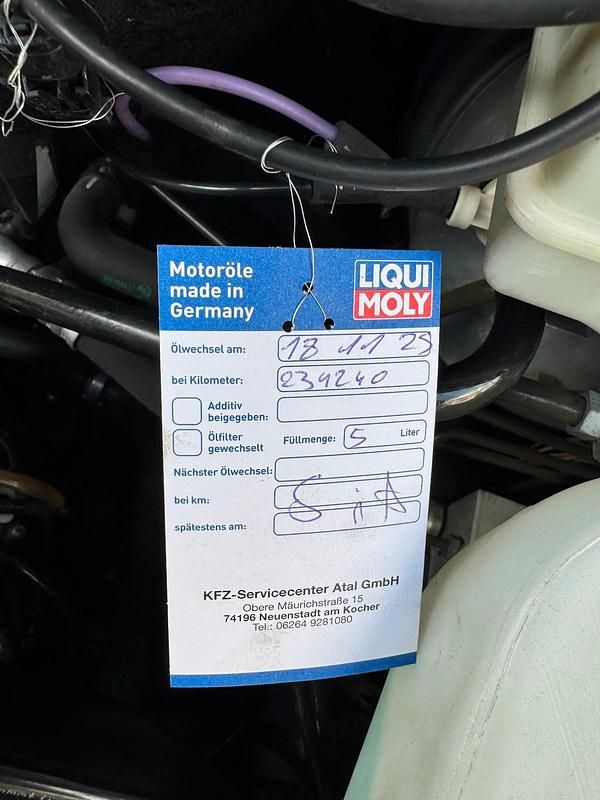 Motoröle
made in
Germany
LIQUI
MOLY
Ölwechsel am: 18 11 25
bei Kilometer: 234240
Additiv
beigegeben:
Ölfilter
gewechselt
Füllmenge: 5 Liter
Nächster Ölwechsel:
bei km:
spätestens am:
KFZ-Servicecenter Atal GmbH
Obere Mäurichstraße 15
74196 Neuenstadt am Kocher
Tel.: 06264 9281080